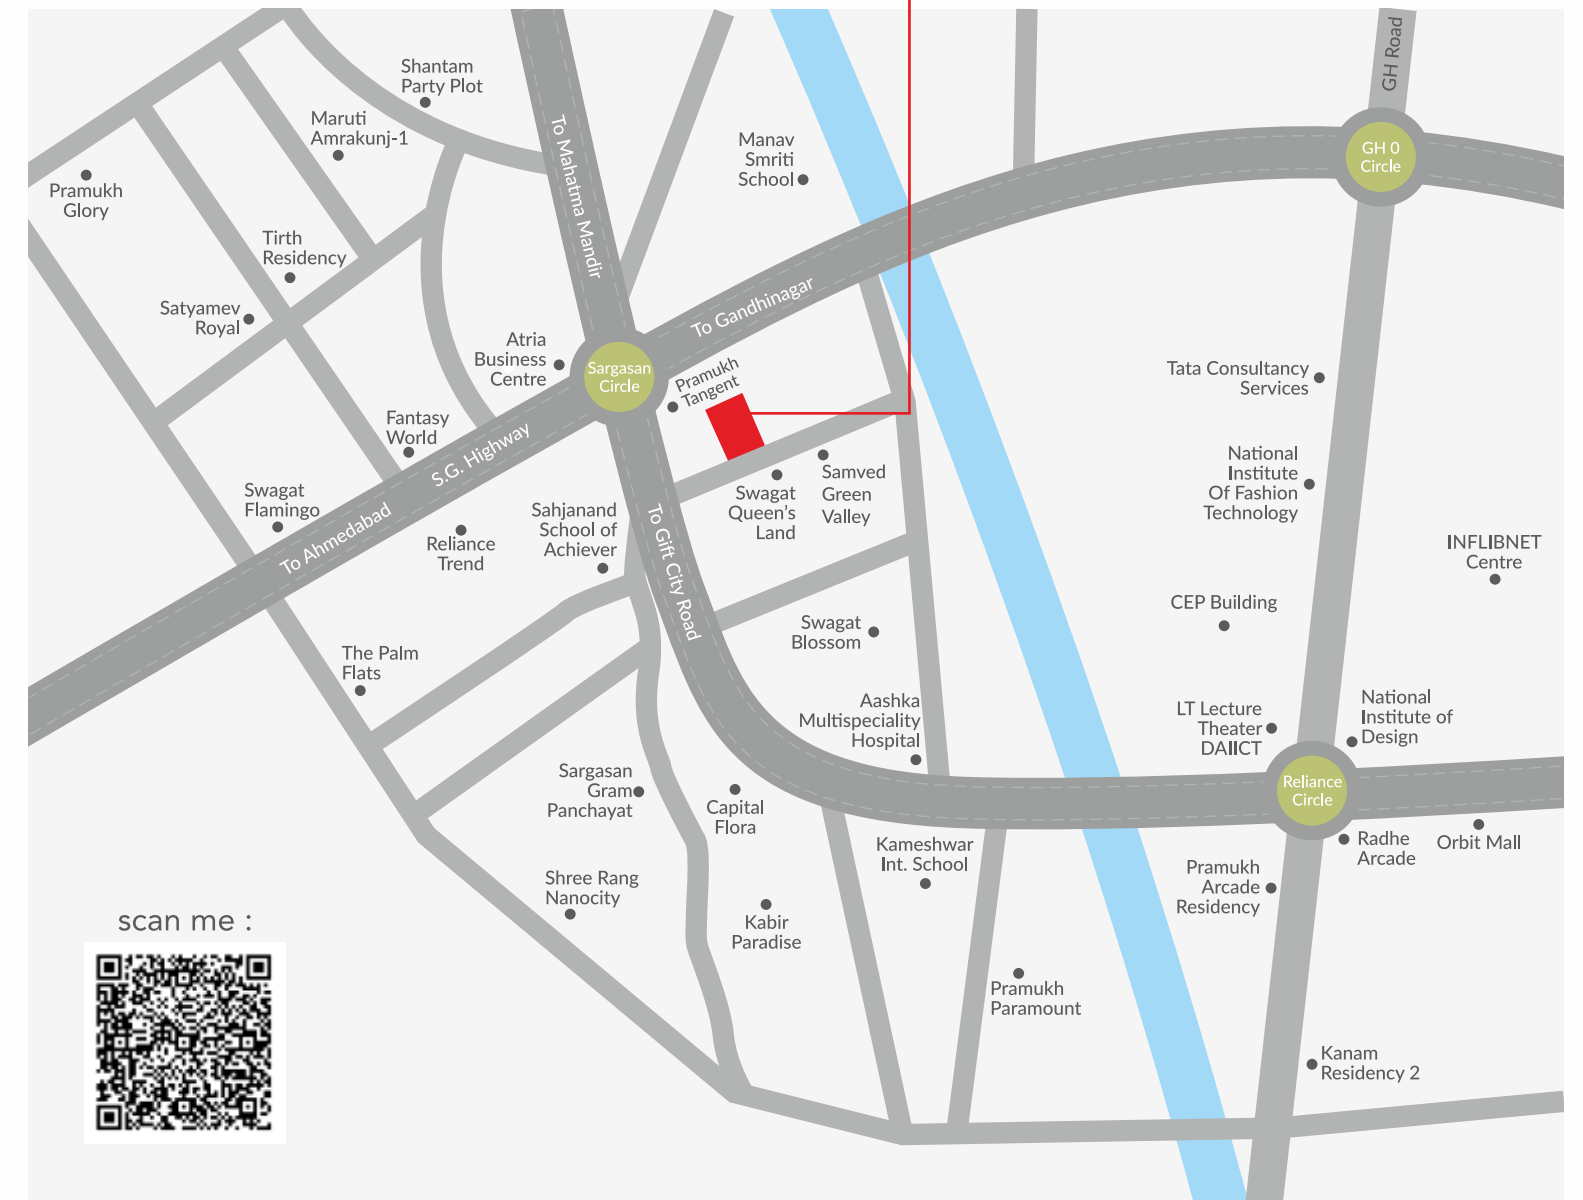 Shantam
Party Plot
Maruti
Amrakunj-1
Pramukh
Glory
Tirth
Residency
Satyamev
Royal
To Mahatma Mandir
Manav
Smriti
School
GH Road
GH 0
Circle
To Gandhinagar
Atria
Business
Centre
Sargasan
Circle
Pramukh
Tangent
Fantasy
World
S.G. Highway
To Ahmedabad
Swagat
Flamingo
Reliance
Trend
Sahjanand
School of
Achiever
To Gift City Road
Swagat
Queen's
Land
Samved
Green
Valley
Tata Consultancy
Services
National
Institute
Of Fashion
Technology
INFLIBNET
Centre
CEP Building
Swagat
Blossom
The Palm
Flats
Aashka
Multispeciality
Hospital
LT Lecture
Theater
DAIICT
National
Institute of
Design
Sargasan
Gram
Panchayat
Capital
Flora
Reliance
Circle
Kameshwar
Int. School
Radhe
Arcade
Orbit Mall
Pramukh
Arcade
Residency
Shree Rang
Nanocity
Kabir
Paradise
Pramukh
Paramount
Kanam
Residency 2
scan me :